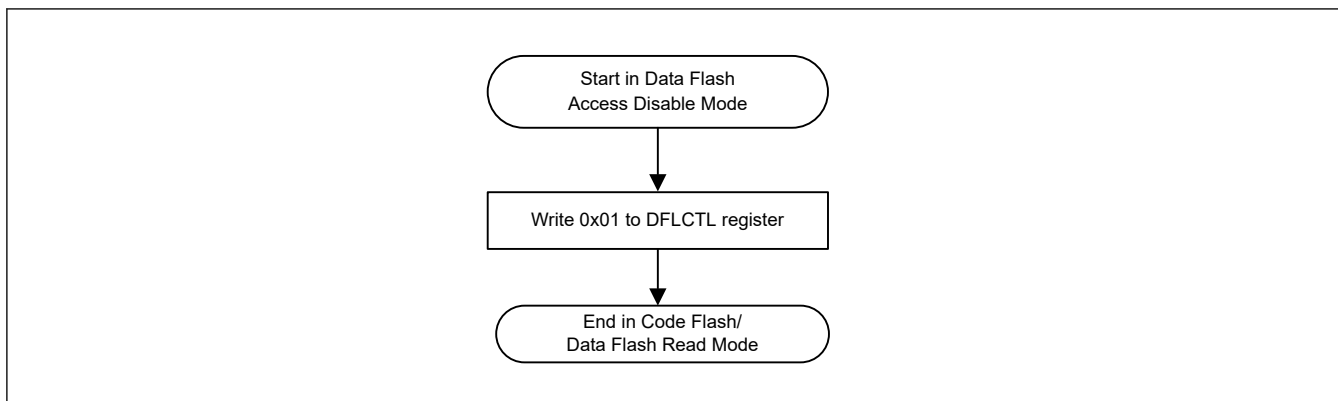 Start in Data Flash
Access Disable Mode
Write 0x01 to DFLCTL register
End in Code Flash/
Data Flash Read Mode